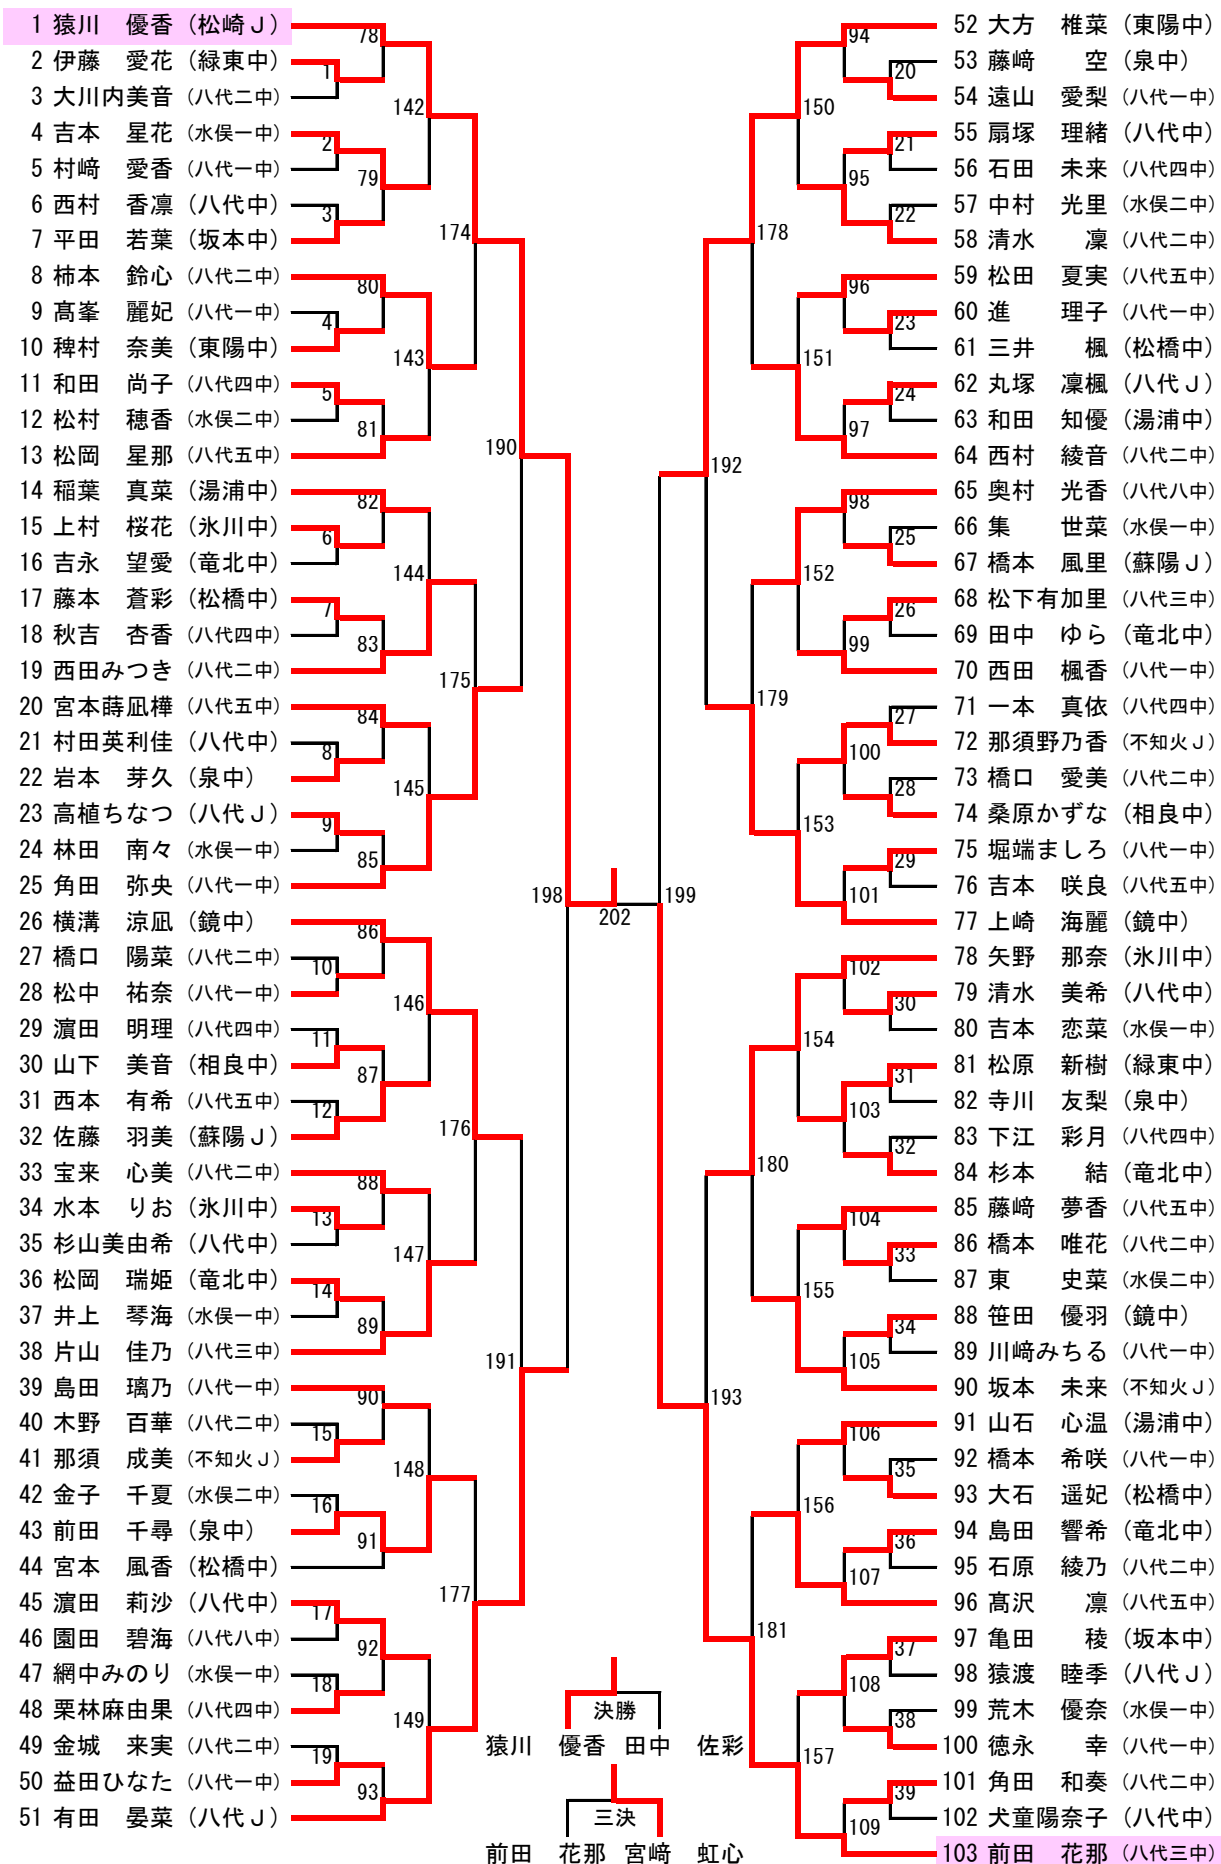 1 猿川　優香（松崎Ｊ）
2 伊藤　愛花（緑東中）
3 大川内美音（八代二中）
4 吉本　星花（水俣一中）
5 村﨑　愛香（八代一中）
6 西村　香凛（八代中）
7 平田　若葉（坂本中）
8 柿本　鈴心（八代二中）
9 髙峯　麗妃（八代一中）
10 稗村　奈美（東陽中）
11 和田　尚子（八代四中）
12 松村　穂香（水俣二中）
13 松岡　星那（八代五中）
14 稲葉　真菜（湯浦中）
15 上村　桜花（氷川中）
16 吉永　望愛（竜北中）
17 藤本　蒼彩（松橋中）
18 秋吉　杏香（八代四中）
19 西田みつき（八代二中）
20 宮本蒔凪樺（八代五中）
21 村田英利佳（八代中）
22 岩本　芽久（泉中）
23 高植ちなつ（八代Ｊ）
24 林田　南々（水俣一中）
25 角田　弥央（八代一中）
26 横溝　涼凪（鏡中）
27 橋口　陽菜（八代二中）
28 松中　祐奈（八代一中）
29 濵田　明理（八代四中）
30 山下　美音（相良中）
31 西本　有希（八代五中）
32 佐藤　羽美（蘇陽Ｊ）
33 宝来　心美（八代二中）
34 水本　りお（氷川中）
35 杉山美由希（八代中）
36 松岡　瑞姫（竜北中）
37 井上　琴海（水俣一中）
38 片山　佳乃（八代三中）
39 島田　璃乃（八代一中）
40 木野　百華（八代二中）
41 那須　成美（不知火Ｊ）
42 金子　千夏（水俣二中）
43 前田　千尋（泉中）
44 宮本　風香（松橋中）
45 濵田　莉沙（八代中）
46 園田　碧海（八代八中）
47 網中みのり（水俣一中）
48 栗林麻由果（八代四中）
49 金城　来実（八代二中）
50 益田ひなた（八代一中）
51 有田　晏菜（八代Ｊ）
78
1
2
79
3
80
4
5
81
82
6
7
83
84
8
9
85
86
10
11
87
12
88
13
14
89
90
15
16
91
17
92
18
19
93
142
143
144
145
146
147
148
149
174
175
176
177
190
191
198
202
199
192
193
178
179
180
181
150
151
152
153
154
155
156
157
94
20
21
95
22
96
23
24
97
98
25
26
99
27
100
28
29
101
102
30
31
103
32
104
33
34
105
106
35
36
107
37
108
38
39
109
52 大方　椎菜（東陽中）
53 藤﨑　空（泉中）
54 遠山　愛梨（八代一中）
55 扇塚　理緒（八代中）
56 石田　未来（八代四中）
57 中村　光里（水俣二中）
58 清水　凜（八代二中）
59 松田　夏実（八代五中）
60 進　理子（八代一中）
61 三井　楓（松橋中）
62 丸塚　凜楓（八代Ｊ）
63 和田　知優（湯浦中）
64 西村　綾音（八代二中）
65 奥村　光香（八代八中）
66 集　世菜（水俣一中）
67 橋本　風里（蘇陽Ｊ）
68 松下有加里（八代三中）
69 田中　ゆら（竜北中）
70 西田　楓香（八代一中）
71 一本　真依（八代四中）
72 那須野乃香（不知火Ｊ）
73 橋口　愛美（八代二中）
74 桑原かずな（相良中）
75 堀端ましろ（八代一中）
76 吉本　咲良（八代五中）
77 上崎　海麗（鏡中）
78 矢野　那奈（氷川中）
79 清水　美希（八代中）
80 吉本　恋菜（水俣一中）
81 松原　新樹（緑東中）
82 寺川　友梨（泉中）
83 下江　彩月（八代四中）
84 杉本　結（竜北中）
85 藤﨑　夢香（八代五中）
86 橋本　唯花（八代二中）
87 東　史菜（水俣二中）
88 笹田　優羽（鏡中）
89 川﨑みちる（八代一中）
90 坂本　未来（不知火Ｊ）
91 山石　心温（湯浦中）
92 橋本　希咲（八代一中）
93 大石　遥妃（松橋中）
94 島田　響希（竜北中）
95 石原　綾乃（八代二中）
96 髙沢　凛（八代五中）
97 亀田　稜（坂本中）
98 猿渡　睦季（八代Ｊ）
99 荒木　優奈（水俣一中）
100 徳永　幸（八代一中）
101 角田　和奏（八代二中）
102 犬童陽奈子（八代中）
103 前田　花那（八代三中）
決勝
猿川　優香　田中　佐彩
三決
前田　花那　宮﨑　虹心